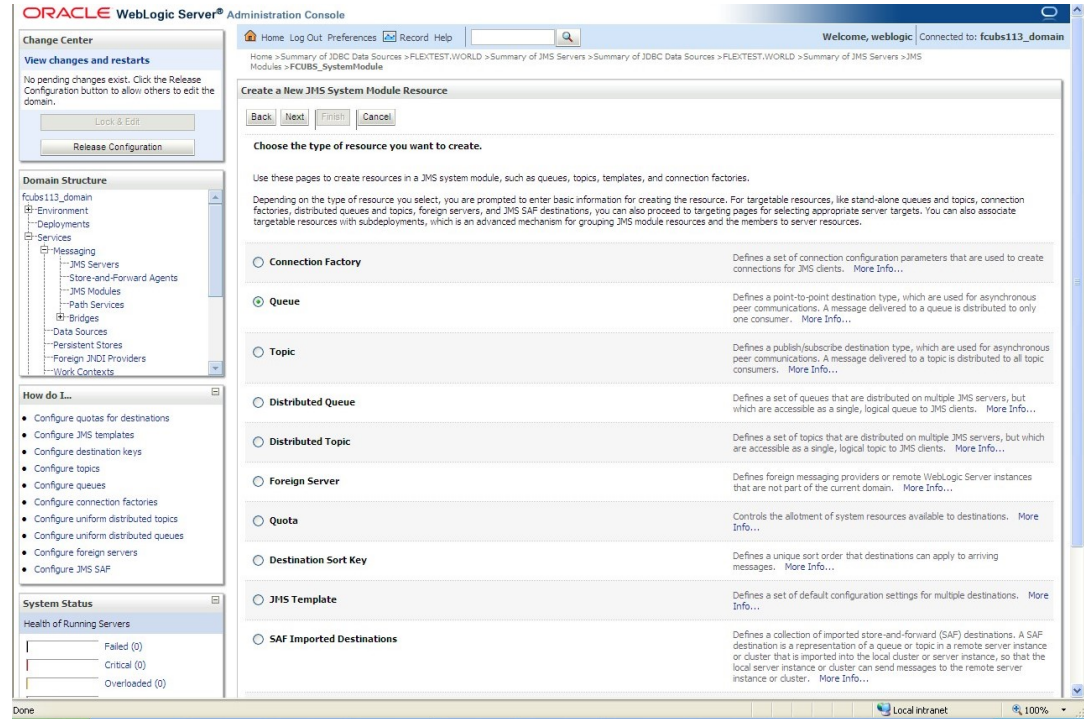 ORACLE WebLogic Server® Administration Console
Change Center
View changes and restarts
No pending changes exist. Click the Release
Configuration button to allow others to edit the
domain.
Lock & Edit
Release Configuration
Domain Structure
fcubs113_domain
Environment
Deployments
Services
Messaging
JMS Servers
Store-and-Forward Agents
JMS Modules
Path Services
Bridges
Data Sources
Persistent Stores
Foreign JNDI Providers
Work Contexts
How do I...
Configure quotas for destinations
Configure JMS templates
Configure destination keys
Configure topics
Configure queues
Configure connection factories
Configure uniform distributed topics
Configure uniform distributed queues
Configure foreign servers
Configure JMS SAF
System Status
Health of Running Servers
Failed (0)
Critical (0)
Overloaded (0)
Home Log Out Preferences Record Help
Welcome, weblogic Connected to: fcubs113_domain
Home >Summary of JDBC Data Sources >FLEXTEST.WORLD >Summary of JMS Servers >Summary of JDBC Data Sources >FLEXTEST.WORLD >Summary of JMS Servers >JMS
Modules >FCUBS_SystemModule
Create a New JMS System Module Resource
Back Next Finish Cancel
Choose the type of resource you want to create.
Use these pages to create resources in a JMS system module, such as queues, topics, templates, and connection factories.
Depending on the type of resource you select, you are prompted to enter basic information for creating the resource. For targetable resources, like stand-alone queues and topics, connection
factories, distributed queues and topics, foreign servers, and JMS SAF destinations, you can also proceed to targeting pages for selecting appropriate server targets. You can also associate
targetable resources with subdeployments, which is an advanced mechanism for grouping JMS module resources and the members to server resources.
Connection Factory
Defines a set of connection configuration parameters that are used to create
connections for JMS clients. More Info...
Queue
Defines a point-to-point destination type, which are used for asynchronous
peer communications. A message delivered to a queue is distributed to only
one consumer. More Info...
Topic
Defines a publish/subscribe destination type, which are used for asynchronous
peer communications. A message delivered to a topic is distributed to all topic
consumers. More Info...
Distributed Queue
Defines a set of queues that are distributed on multiple JMS servers, but
which are accessible as a single, logical queue to JMS clients. More Info...
Distributed Topic
Defines a set of topics that are distributed on multiple JMS servers, but which
are accessible as a single, logical topic to JMS clients. More Info...
Foreign Server
Defines foreign messaging providers or remote WebLogic Server instances
that are not part of the current domain. More Info...
Quota
Controls the allotment of system resources available to destinations. More
Info...
Destination Sort Key
Defines a unique sort order that destinations can apply to arriving
messages. More Info...
JMS Template
Defines a set of default configuration settings for multiple destinations. More
Info...
SAF Imported Destinations
Defines a collection of imported store-and-forward (SAF) destinations. A SAF
destination is a representation of a queue or topic in a remote server instance
or cluster that is imported into the local cluster or server instance, so that the
local server instance or cluster can send messages to the remote server
instance or cluster. More Info...
Done
Local intranet
100%